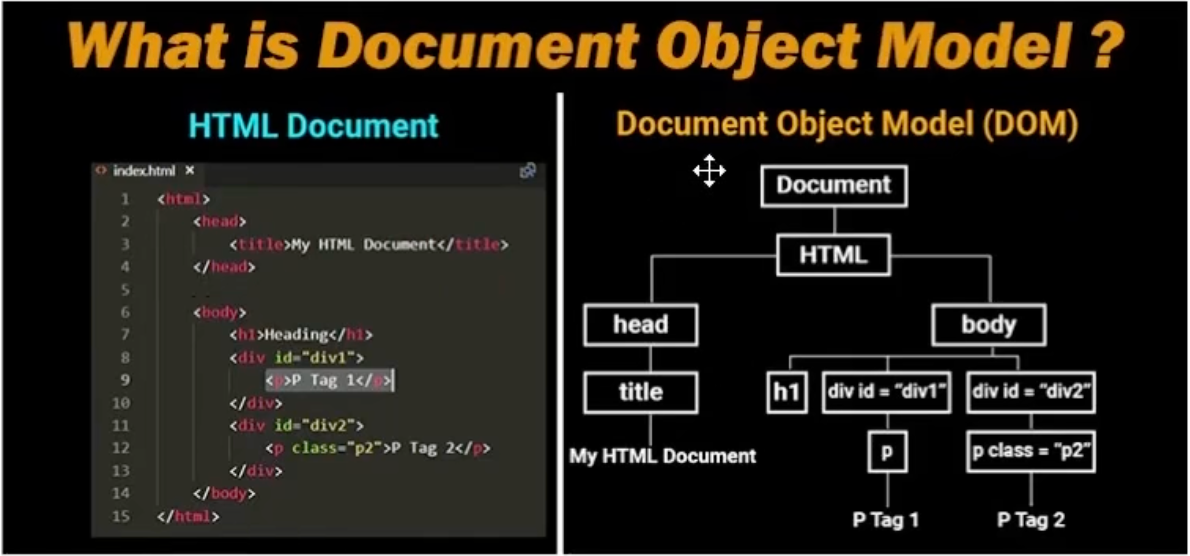 What is Document Object Model ?
HTML Document
index.html ×
1 <html>
2 <head>
3 <title>My HTML Document</title>
4 </head>
5
6 <body>
7 <h1>Heading</h1>
8 <div id="div1">
9 <p>P Tag 1</p>
10 </div>
11 <div id="div2">
12 <p class="p2">P Tag 2</p>
13 </div>
14 </body>
15 </html>
Document Object Model (DOM)
Document
HTML
head body
title h1 div id = “div1” div id = “div2”
My HTML Document p p class = “p2”
P Tag 1 P Tag 2